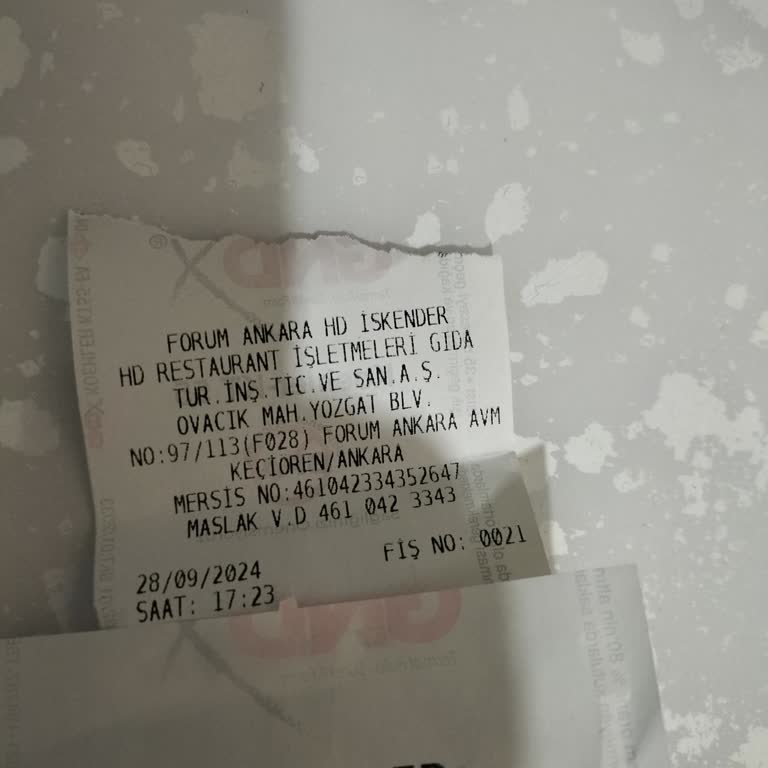 FORUM ANKARA HD İSKENDER
HD RESTAURANT İŞLETMELERİ GIDA
TUR.İNŞ.TİC.VE SAN.A.Ş.
OVACIK MAH.YOZGAT BLV.
NO:97/113(F028) FORUM ANKARA AVM
KEÇİOREN/ANKARA
MERSİS NO:461042334352647
MASLAK V.D 461 042 3343
FİŞ NO: 0021
28/09/2024
SAAT: 17:23